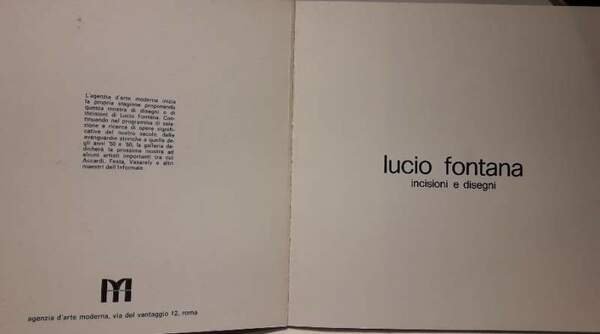 L'agenzia d'arte moderna inizia
la propria stagione proponendo
questa mostra di disegni e di
incisioni di Lucio Fontana. Con-
tinuando nel programma di sele-
zione e ricerca di opere signifi-
cative del nostro secolo, dalle
avanguardie storiche a quelle de-
gli anni '50 e '60, la galleria de-
dicherà le prossime mostre ad
alcuni artisti importanti tra cui
Accardi, Festa, Vasarely e altri
maestri dell'Informale
agenzia d'arte moderna, via del vantaggio 12, roma
lucio fontana
incisioni e disegni